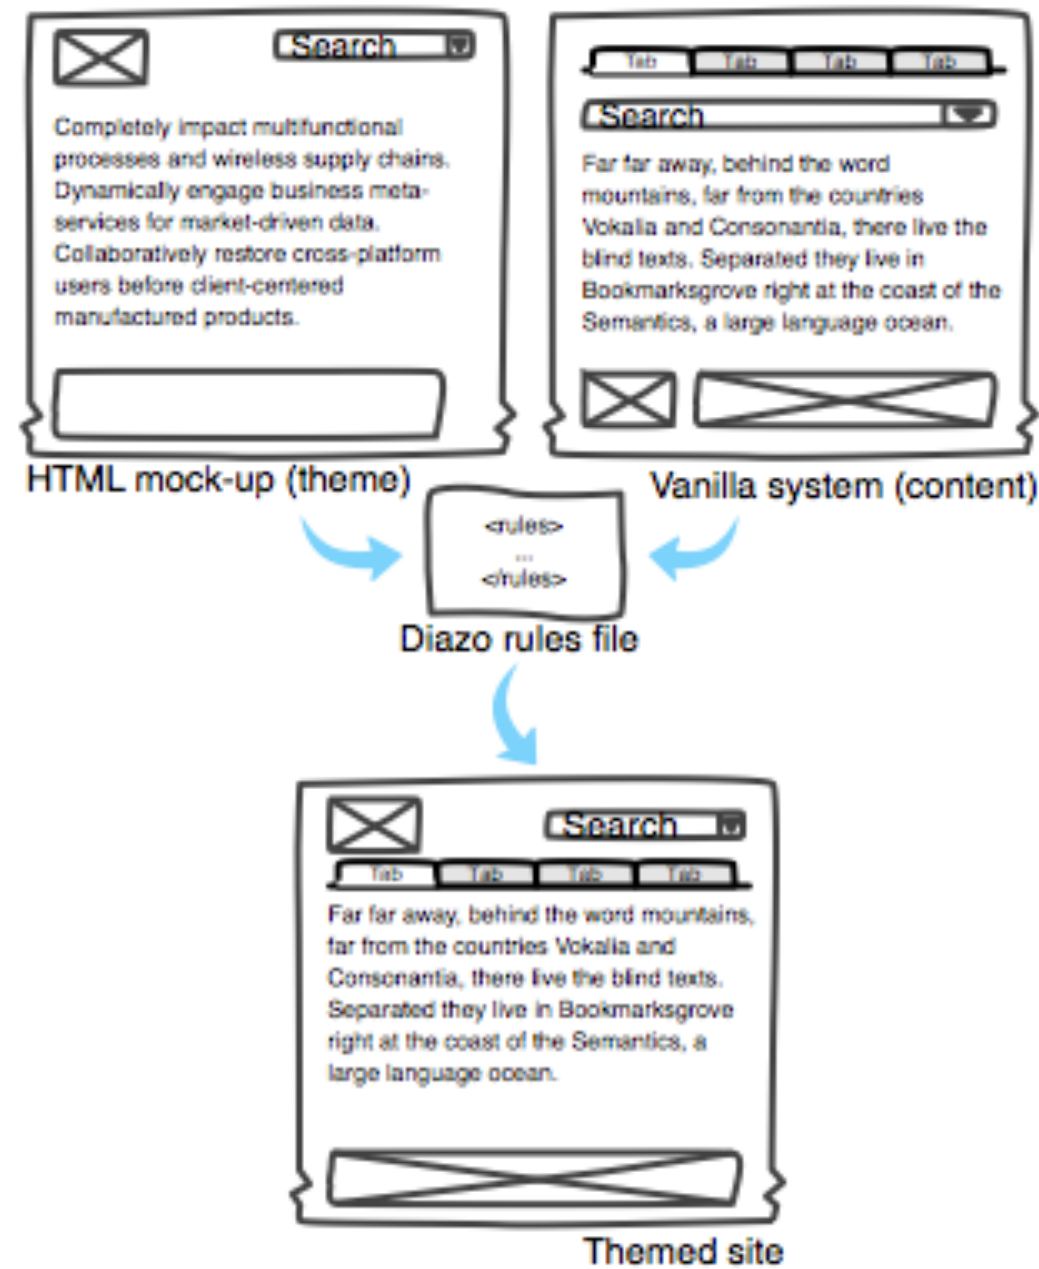 Search
Completely impact multifunctional
processes and wireless supply chains.
Dynamically engage business meta-
services for market-driven data.
Collaboratively restore cross-platform
users before client-centered
manufactured products.
HTML mock-up (theme)
Tab Tab Tab Tab
Search
Far far away, behind the word
mountains, far from the countries
Vokalia and Consonantia, there live the
blind texts. Separated they live in
Bookmarksgrove right at the coast of the
Semantics, a large language ocean.
Vanilla system (content)
<rules>
...
</rules>
Diazo rules file
Search
Tab Tab Tab Tab
Far far away, behind the word mountains,
far from the countries Vokalia and
Consonantia, there live the blind texts.
Separated they live in Bookmarksgrove
right at the coast of the Semantics, a
large language ocean.
Themed site